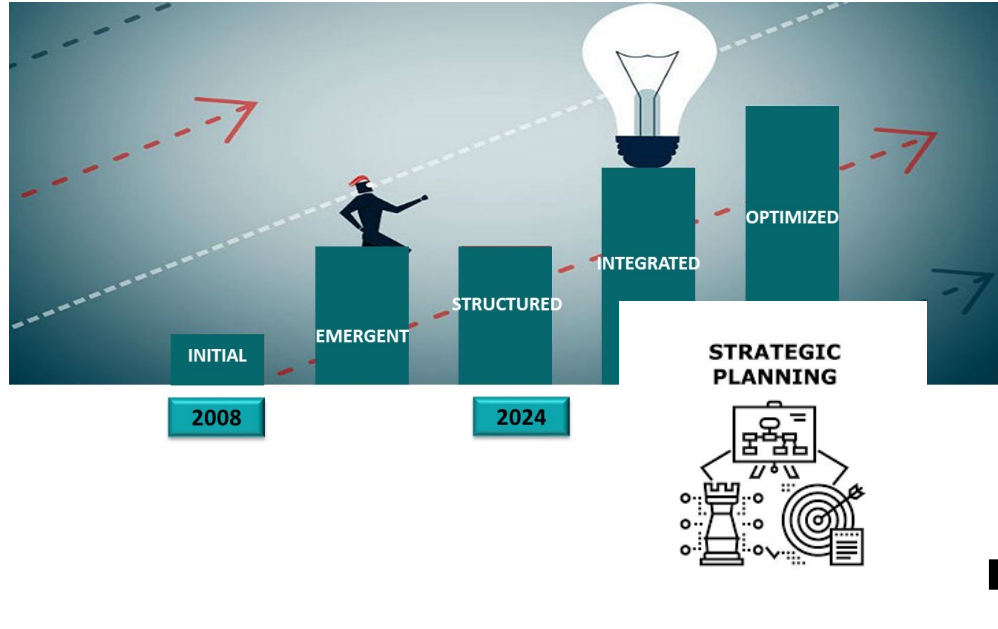 INITIAL
EMERGENT
STRUCTURED
INTEGRATED
OPTIMIZED
2008
2024
STRATEGIC
PLANNING